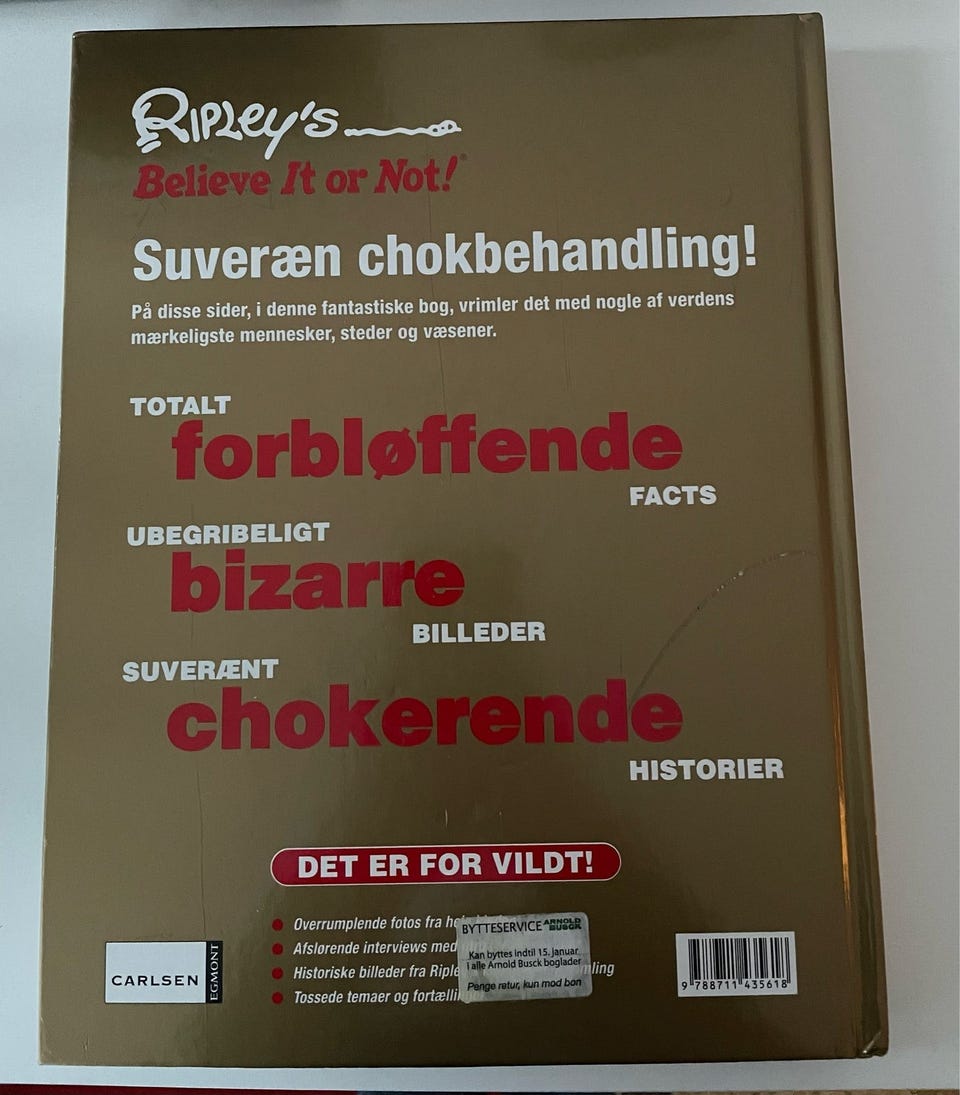 RIPLEY'S
Believe It or Not!®
Suveræn chokbehandling!
På disse sider, i denne fantastiske bog, vrimler det med nogle af verdens
mærkeligste mennesker, steder og væsener.
TOTALT
forbløffende
FACTS
UBEGRIBELIGT
bizarre
BILLEDER
SUVERÆNT
chokerende
HISTORIER
DET ER FOR VILDT!
Overrumplende fotos fra
Afslørende interviews med
Historiske billeder fra
Tossede temaer og
BYTTESERVICE ARNOLD BUSCK
Kan byttes indtil 15. januar
i alle Arnold Busck boglader
Penge retur, kun mod bon
CARLSEN
EGMONT
9 788711 435618